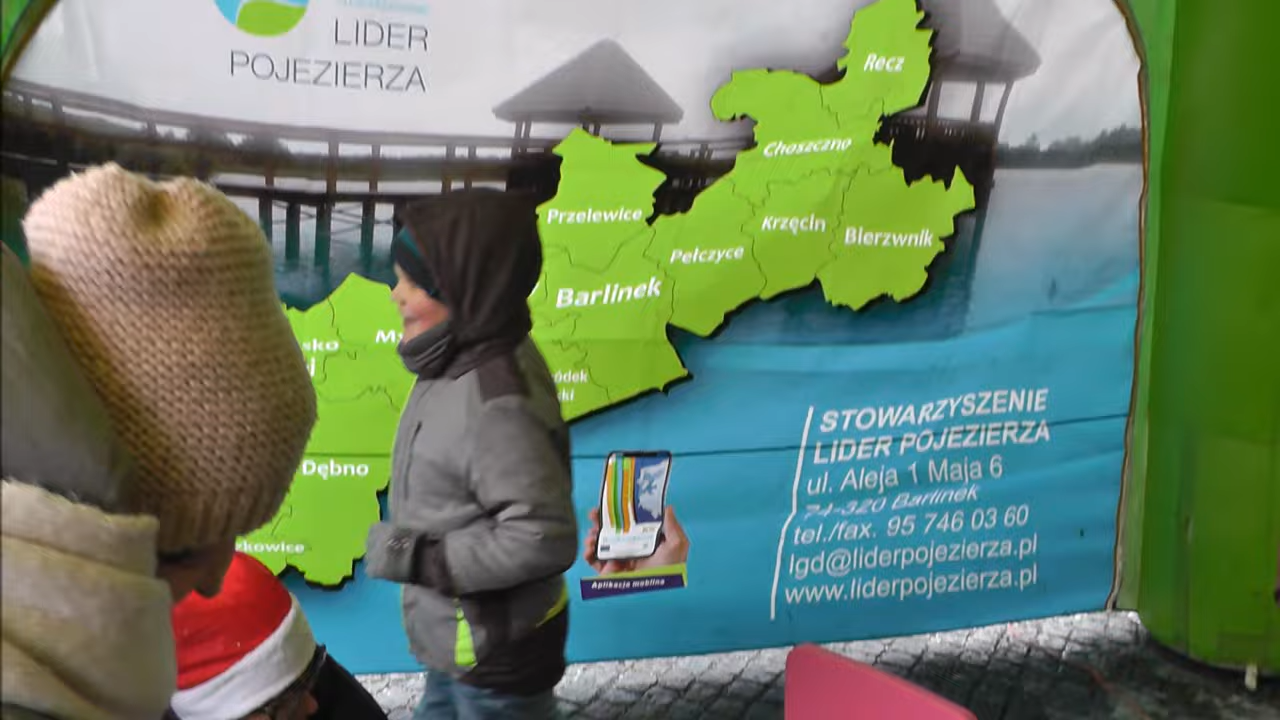 LIDER
POJEZIERZA
Recz
Choszczno
Przelewice
Krzęcin
Bierzwnik
Pełczyce
Barlinek
Dębno
STOWARZYSZENIE
LIDER POJEZIERZA
ul. Aleja 1 Maja 6
74-320 Barlinek
tel./fax. 95 746 03 60
lgd@liderpojezierza.pl
www.liderpojezierza.pl
Aplikacja mobilna